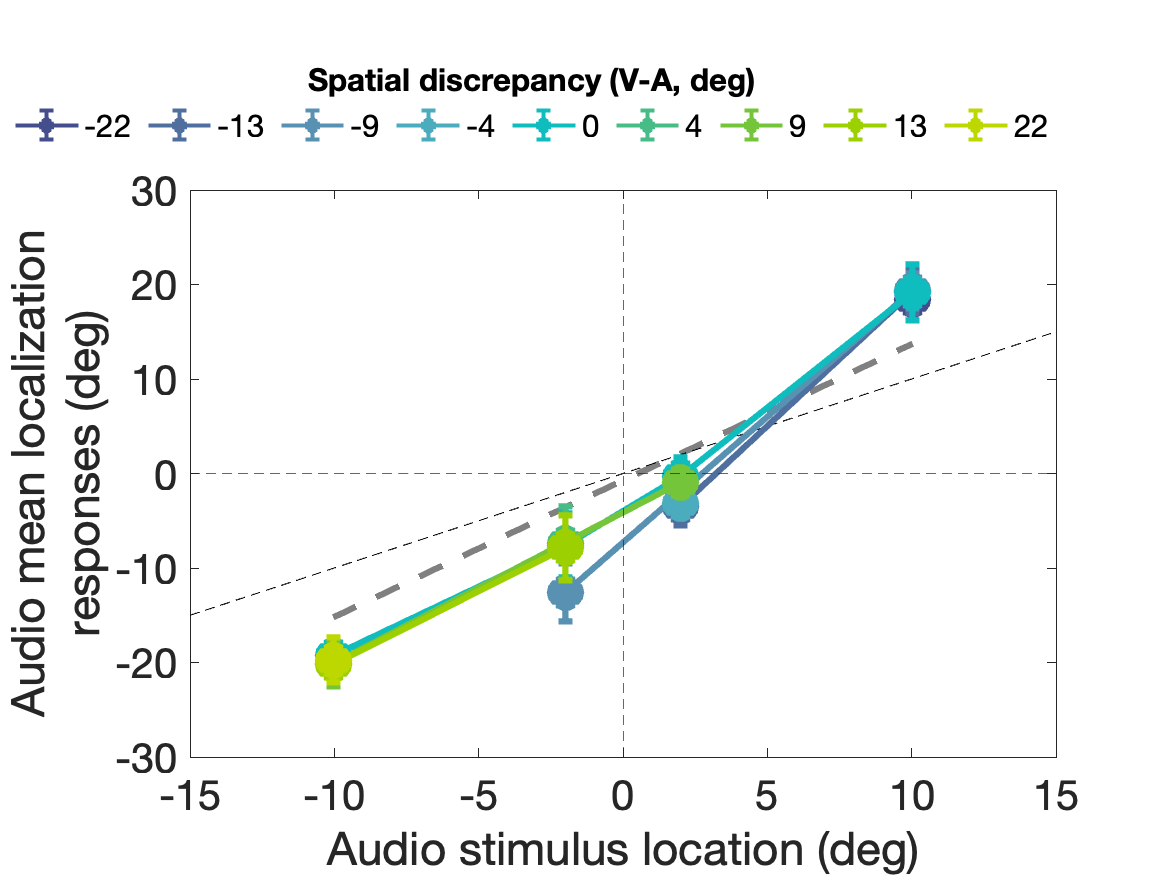 Spatial discrepancy (V-A, deg)
-22 -13 -9 -4 0 4 9 13 22
Audio mean localization
responses (deg)
30
20
10
0
-10
-20
-30
-15 -10 -5 0 5 10 15
Audio stimulus location (deg)